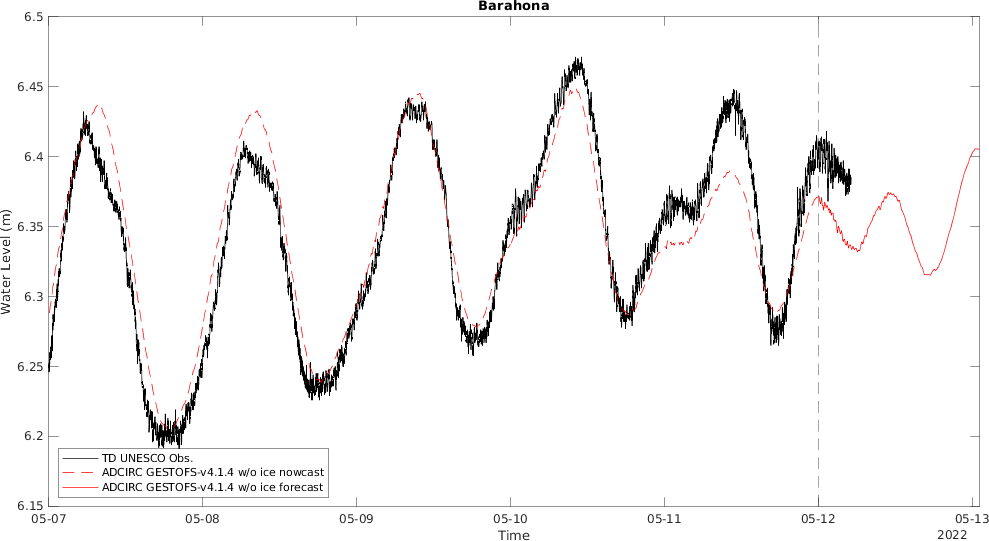 Barahona
6.5
6.45
6.4
6.35
6.3
6.25
6.2
6.15
Water Level (m)
TD UNESCO Obs.
ADCIRC GESTOFS-v4.1.4 w/o ice nowcast
ADCIRC GESTOFS-v4.1.4 w/o ice forecast
05-07 05-08 05-09 05-10 05-11 05-12 05-13
Time
2022